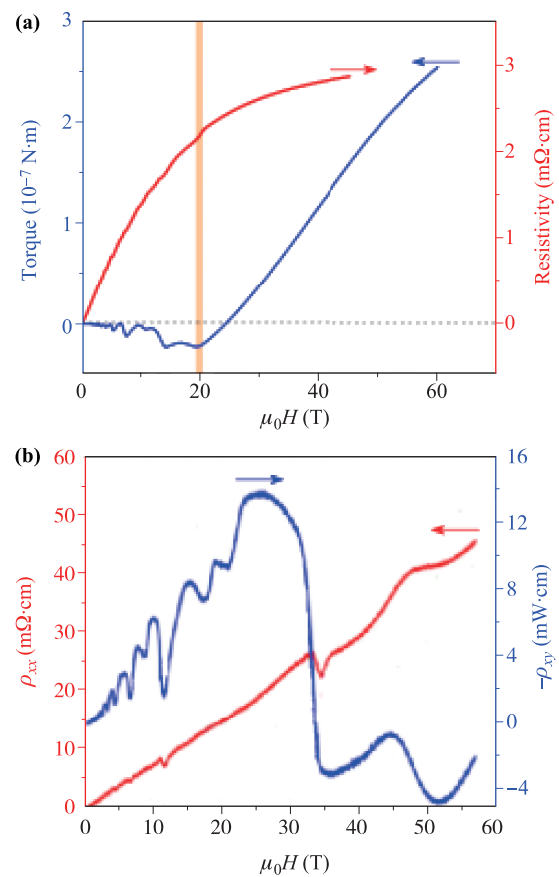 (a)
3
2
1
0
Torque (10⁻⁷ N·m)
3
2
1
0
Resistivity (mΩ·cm)
0 20 40 60
μ₀H (T)
(b)
60
50
40
30
20
10
0
ρxx (mΩ·cm)
16
12
8
4
0
−4
−ρxy (mW·cm)
0 10 20 30 40 50 60
μ₀H (T)